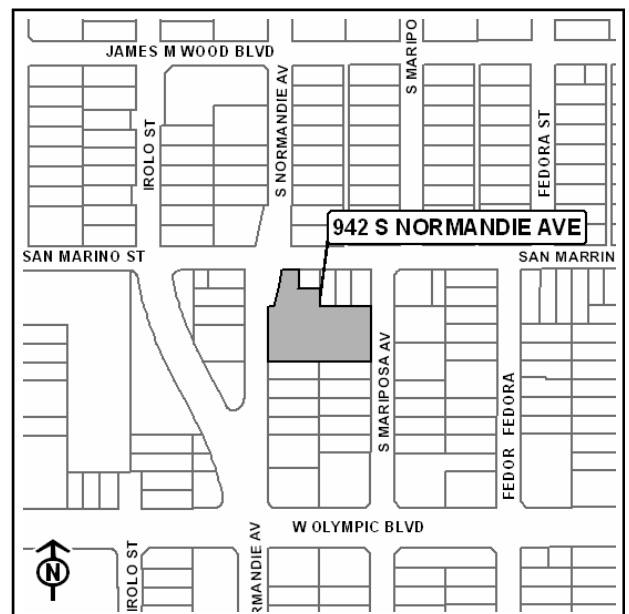 JAMES M WOOD BLVD
S MARIPO
IROLO ST
S NORMANDIE AV
FEDORA ST
942 S NORMANDIE AVE
SAN MARINO ST
SAN MARRIN
S MARIPOSA AV
FEDORA
FEDOR
W OLYMPIC BLVD
IROLO ST
RMANDIE AV
N